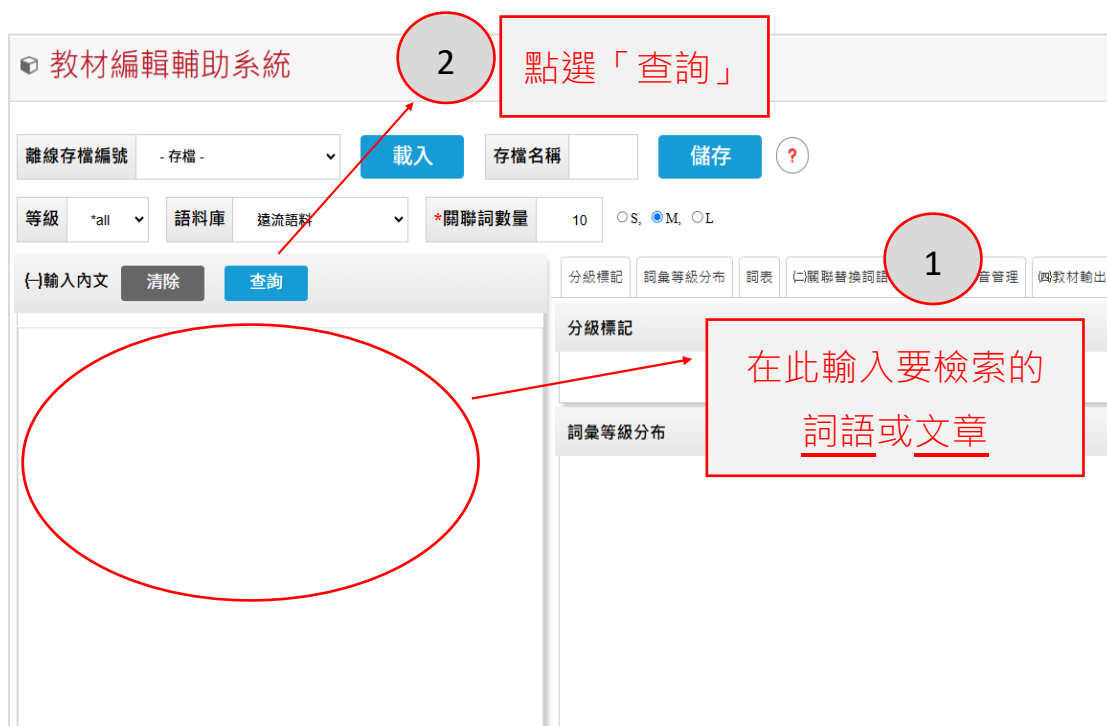 教材編輯輔助系統
2
點選「查詢」
離線存檔編號
- 存檔 -
載入
存檔名稱
儲存
?
等級
*all
語料庫
遠流語料
*關聯詞數量
10
S, M, L
㈠輸入內文
清除
查詢
分級標記
詞彙等級分布
詞表
㈡關聯替換詞語
1
音管理
㈣教材輸出
分級標記
在此輸入要檢索的
詞語或文章
詞彙等級分布